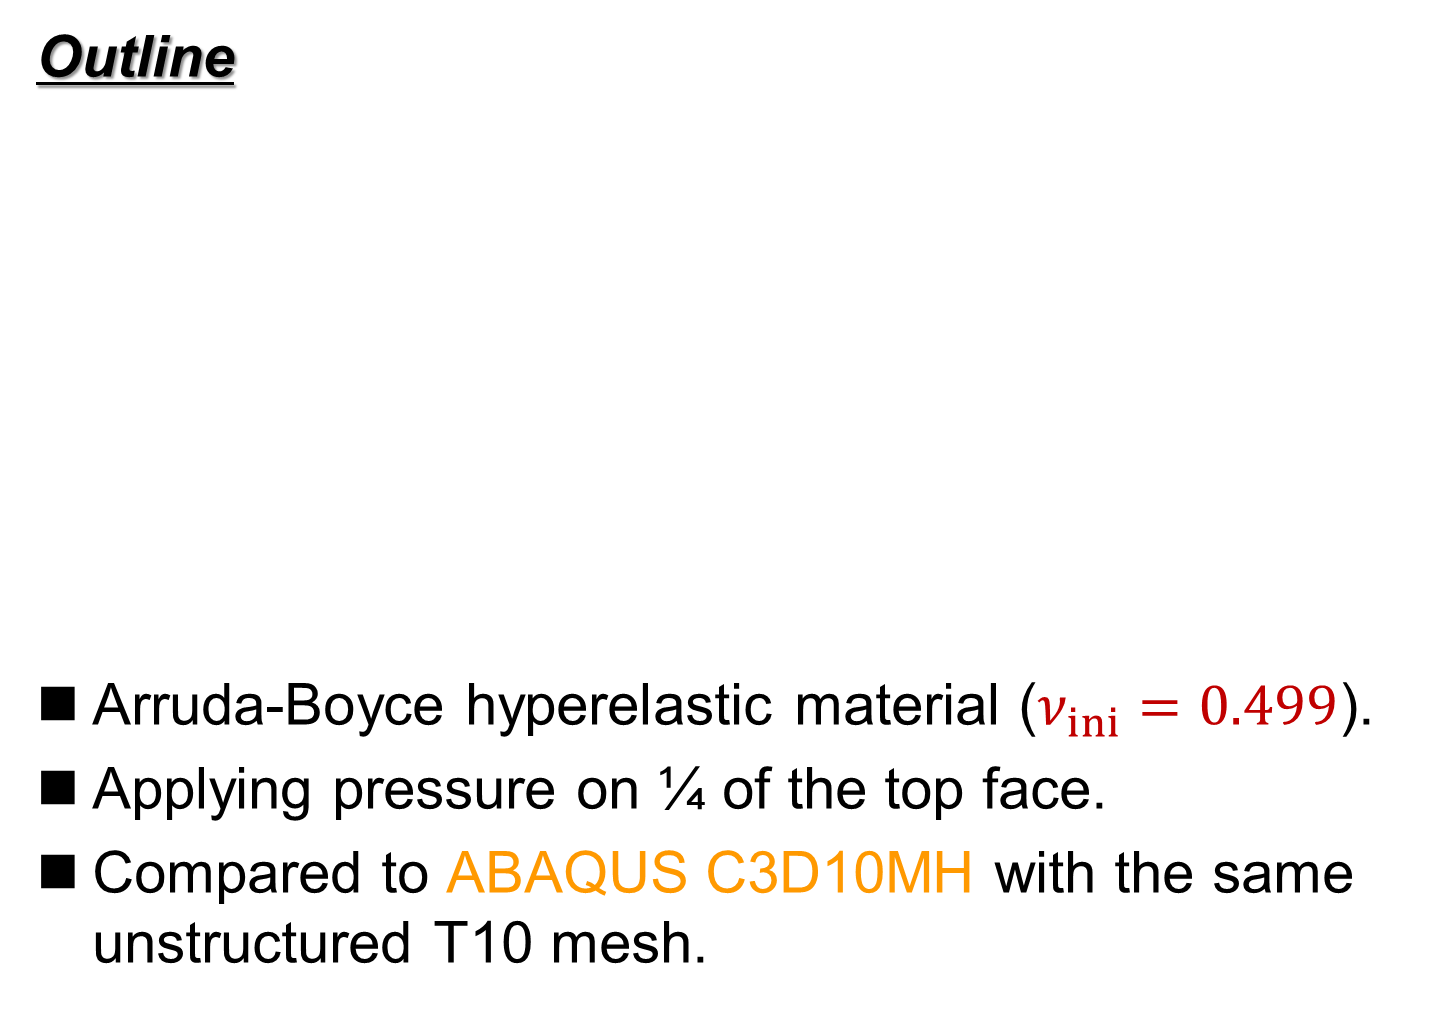 Outline
■ Arruda-Boyce hyperelastic material (ν_ini = 0.499).
■ Applying pressure on ¼ of the top face.
■ Compared to ABAQUS C3D10MH with the same
unstructured T10 mesh.